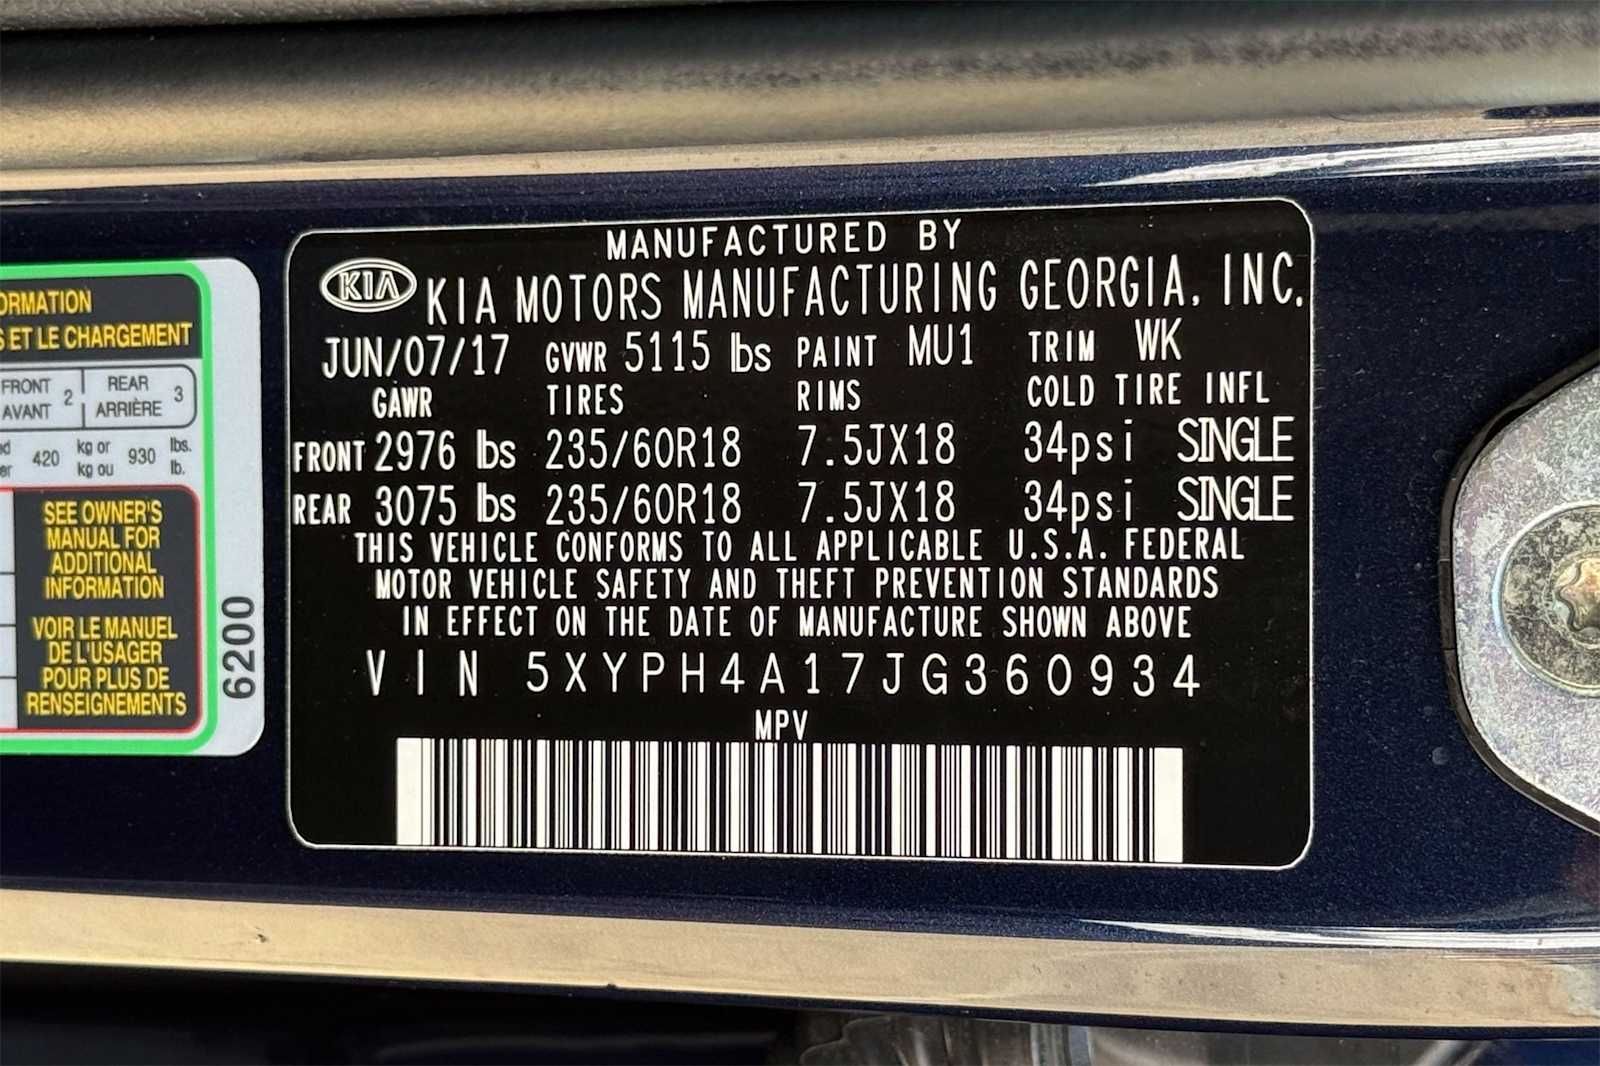 ORMATION
S ET LE CHARGEMENT
FRONT
AVANT 2
REAR
ARRIÈRE 3
420 kg or
kg ou 930 lbs.
lb.
SEE OWNER'S
MANUAL FOR
ADDITIONAL
INFORMATION
VOIR LE MANUEL
DE L'USAGER
POUR PLUS DE
RENSEIGNEMENTS
6200
MANUFACTURED BY
KIA KIA MOTORS MANUFACTURING GEORGIA, INC.
JUN/07/17 GVWR 5115 lbs PAINT MU1 TRIM WK
GAWR TIRES RIMS COLD TIRE INFL
FRONT 2976 lbs 235/60R18 7.5JX18 34psi SINGLE
REAR 3075 lbs 235/60R18 7.5JX18 34psi SINGLE
THIS VEHICLE CONFORMS TO ALL APPLICABLE U.S.A. FEDERAL
MOTOR VEHICLE SAFETY AND THEFT PREVENTION STANDARDS
IN EFFECT ON THE DATE OF MANUFACTURE SHOWN ABOVE
VIN 5XYPH4A17JG360934
MPV